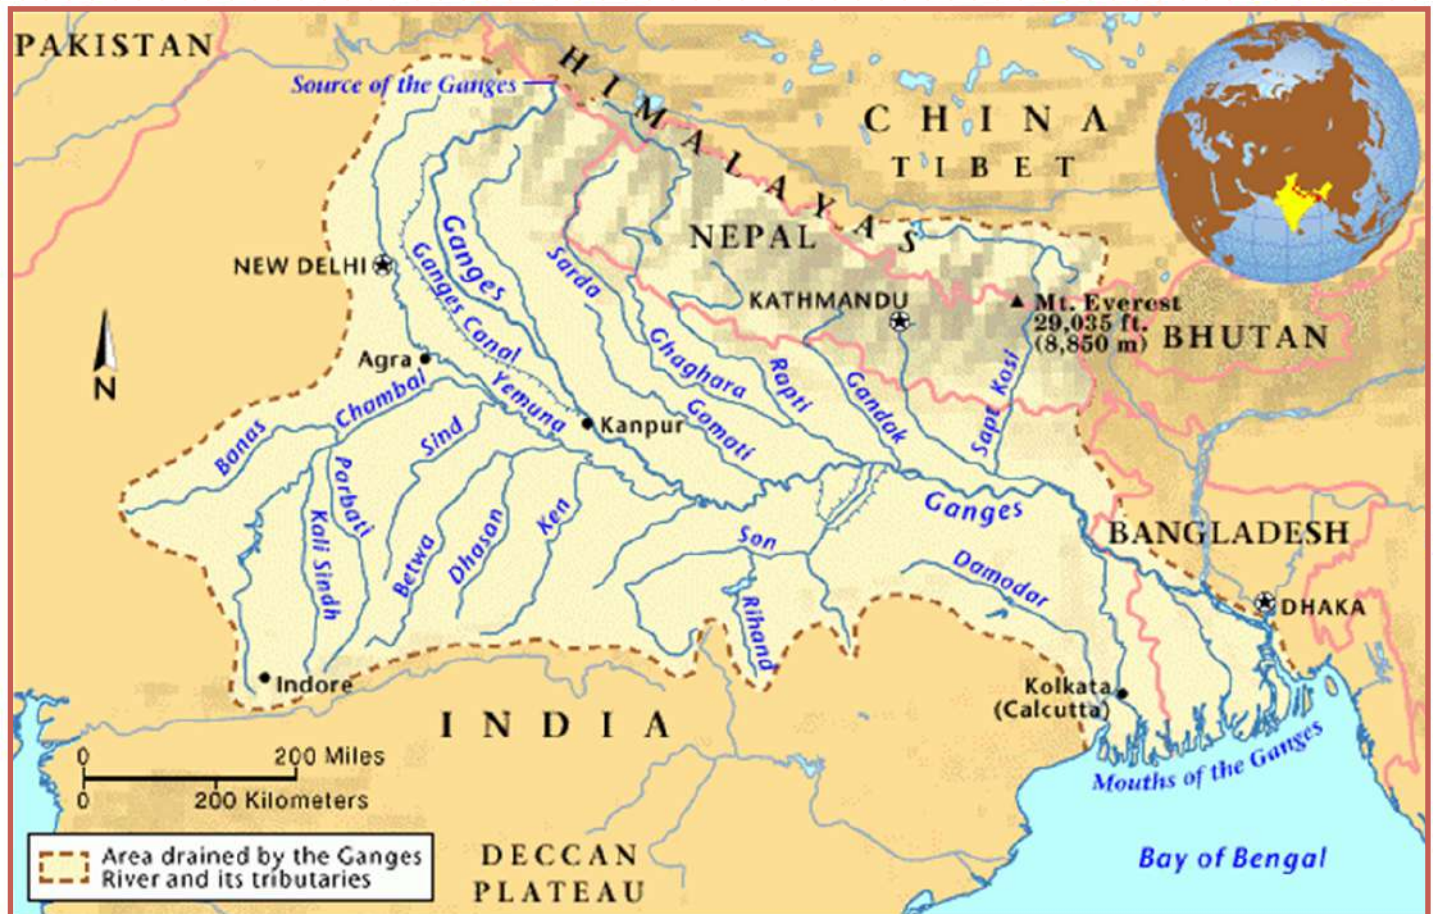 PAKISTAN
Source of the Ganges
HIMALAYAS
CHINA
TIBET
NEPAL
NEW DELHI
Ganges
Ganges Canal
Sarda
KATHMANDU
Mt. Everest
29,035 ft.
(8,850 m)
BHUTAN
N
Agra
Chambal
Yemuna
Ghaghara
Rapti
Gandak
Sapt Kosi
Banas
Sind
Kanpur
Gomati
Parbati
Kali Sindh
Betwa
Dhasan
Ken
Son
Ganges
BANGLADESH
Damodar
Rihand
DHAKA
Indore
Kolkata
(Calcutta)
INDIA
Mouths of the Ganges
0 200 Miles
0 200 Kilometers
Area drained by the Ganges
River and its tributaries
DECCAN
PLATEAU
Bay of Bengal